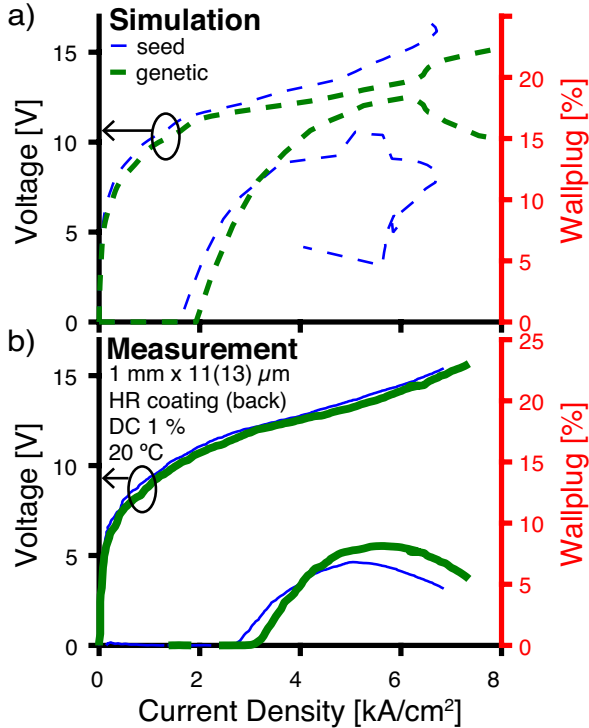 a)
Simulation
seed
genetic
Voltage [V]
15
10
5
0
Wallplug [%]
20
15
10
5
0
b)
Measurement
1 mm x 11(13) µm
HR coating (back)
DC 1 %
20 ºC
Voltage [V]
15
10
5
0
Wallplug [%]
25
20
15
10
5
0
0 2 4 6 8
Current Density [kA/cm²]